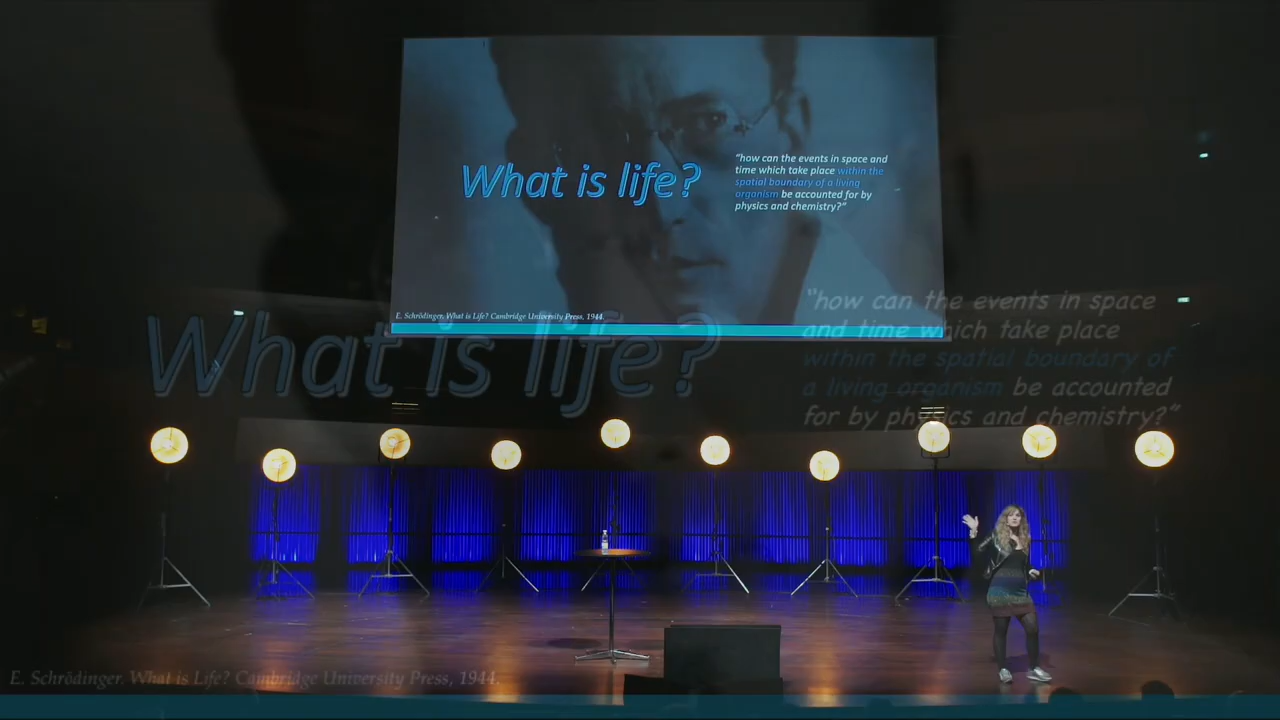 What is life?
“how can the events in space and
time which take place within the
spatial boundary of a living
organism be accounted for by
physics and chemistry?”
E. Schrödinger. What is Life? Cambridge University Press, 1944.
What is life?
“how can the events in space
and time which take place
within the spatial boundary of
a living organism be accounted
for by physics and chemistry?”
E. Schrödinger. What is Life? Cambridge University Press, 1944.